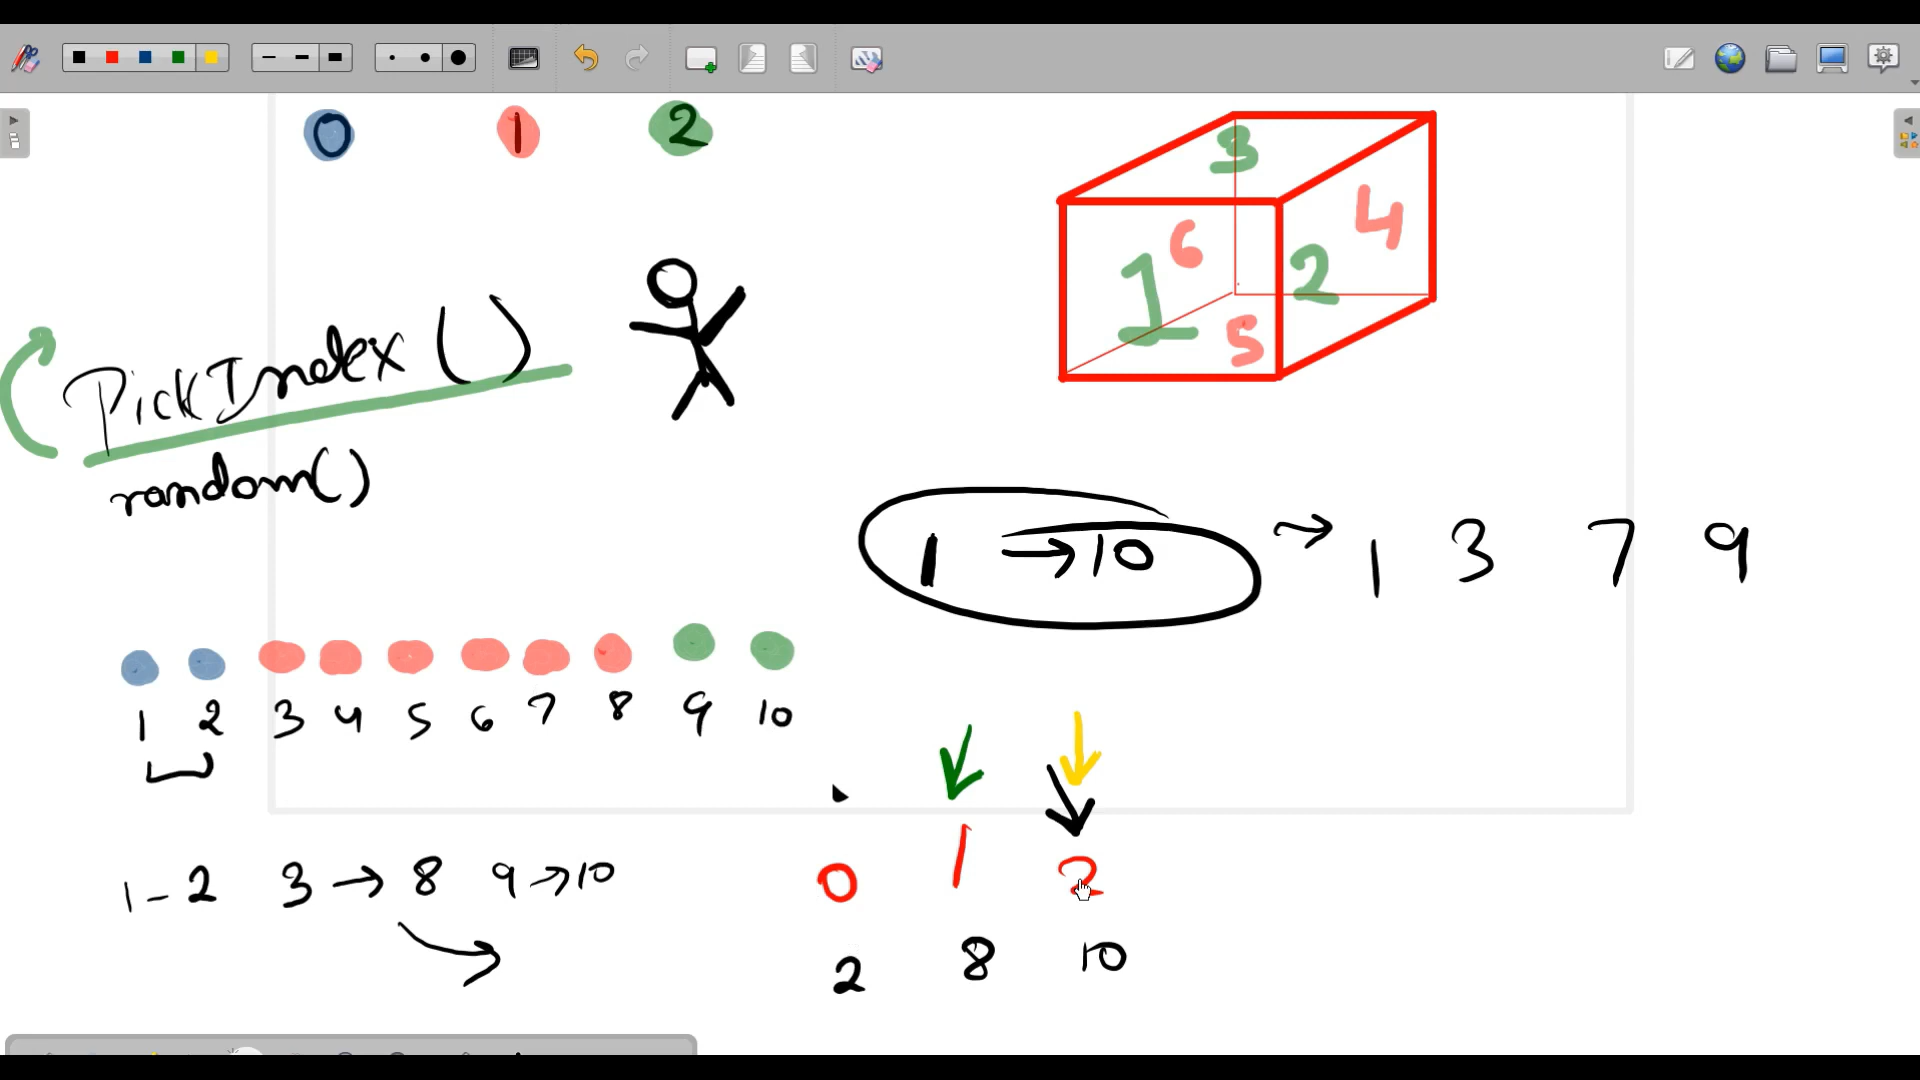 0 1 2
3
6 4
1 2
5
PickIndex()
random()
1 → 10 → 1 3 7 9
1 2 3 4 5 6 7 8 9 10
0 1 2
1 - 2 3 → 8 9 → 10
2 8 10